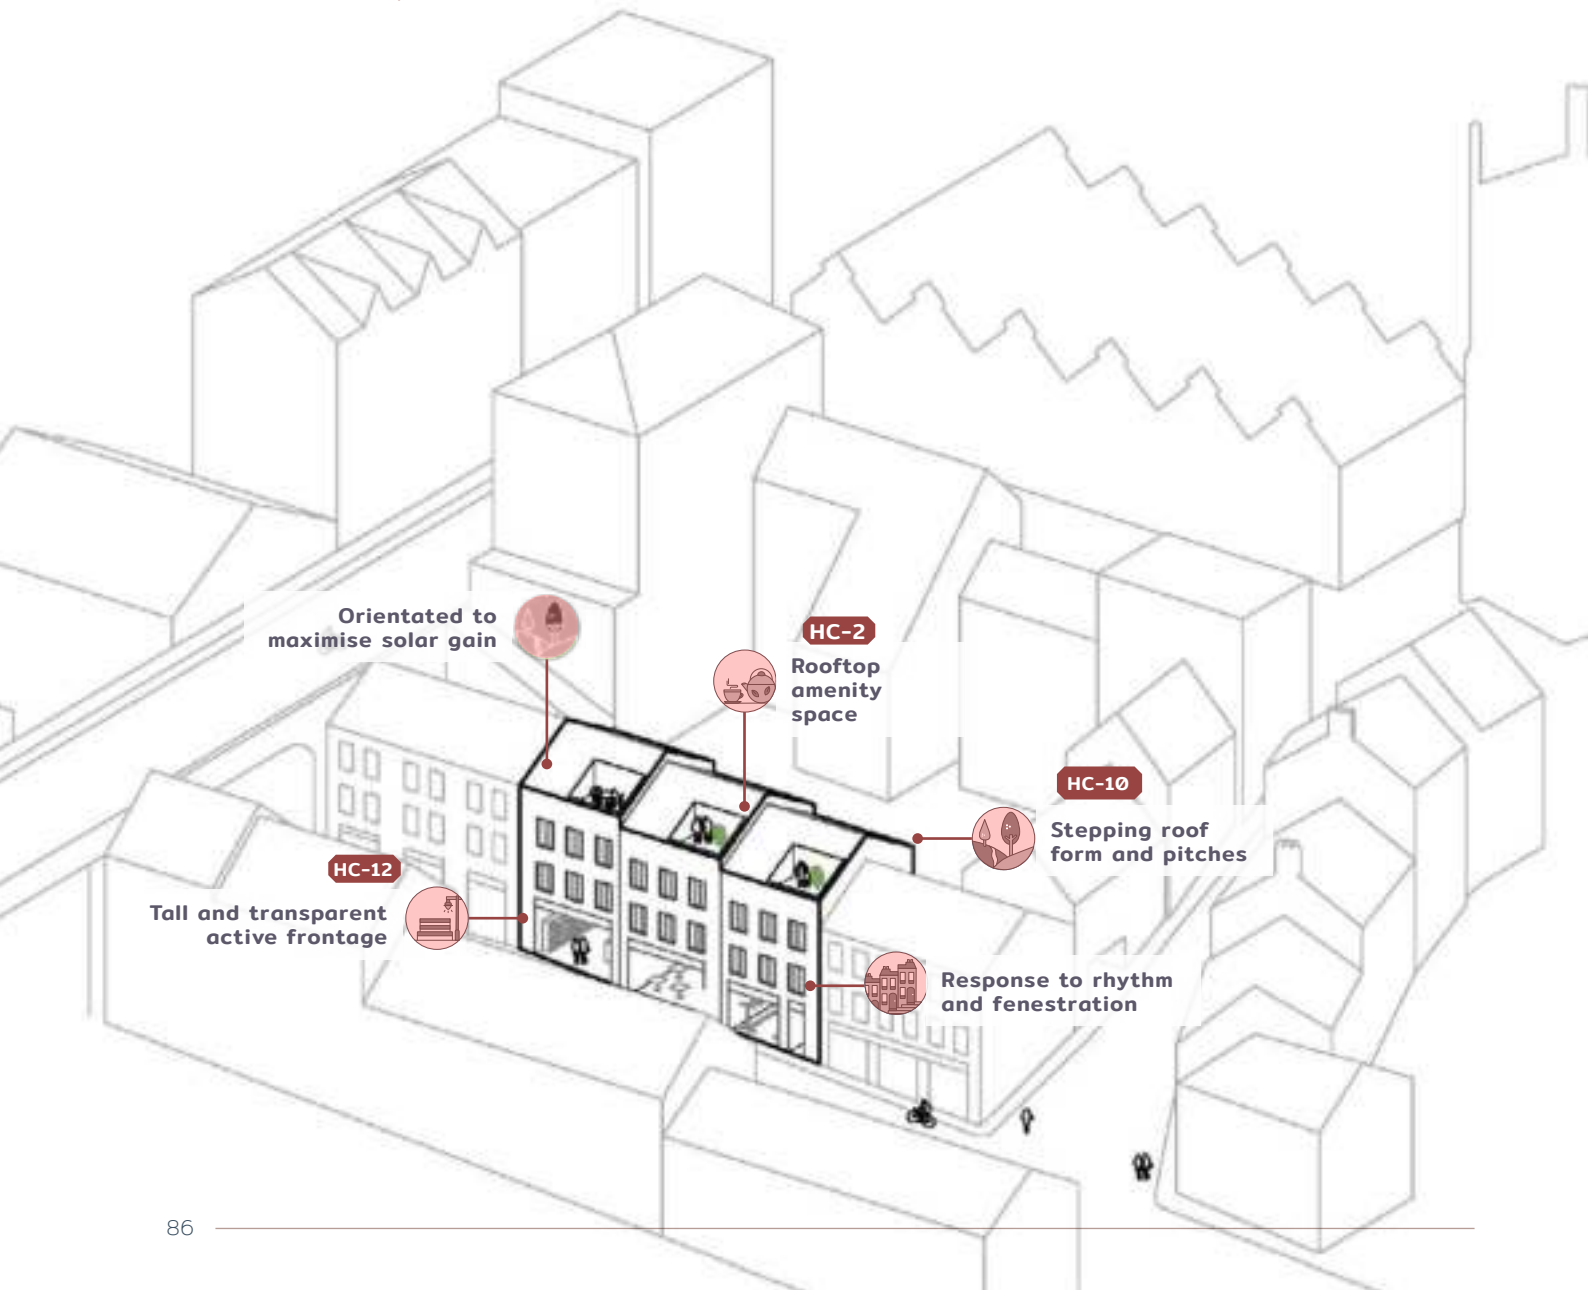 Orientated to
maximise solar gain
HC-2
Rooftop
amenity
space
HC-10
Stepping roof
form and pitches
HC-12
Tall and transparent
active frontage
Response to rhythm
and fenestration
86